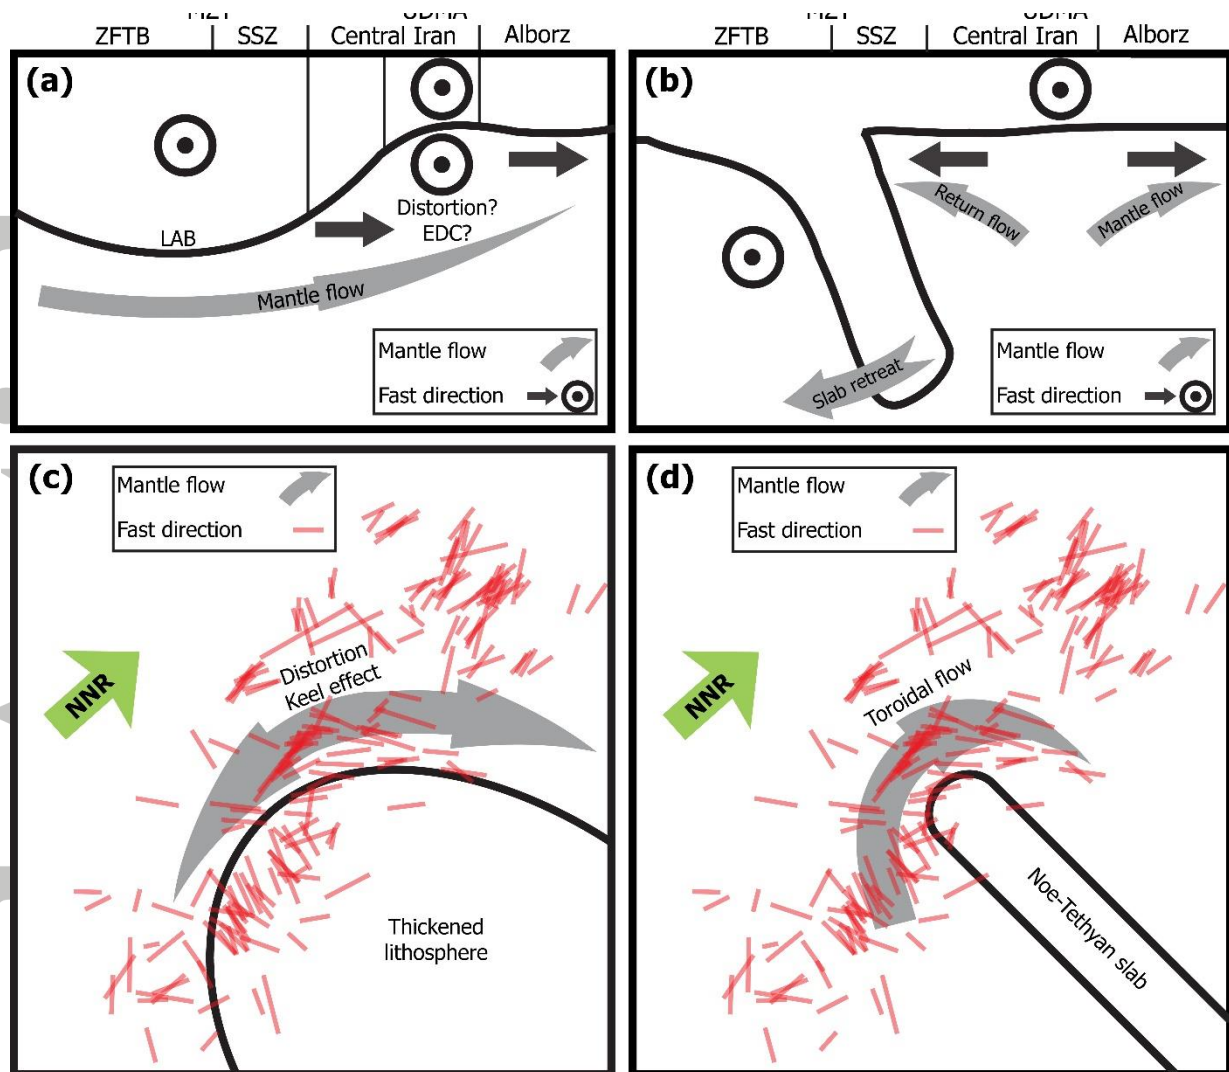 ZFTB SSZ Central Iran Alborz
ZFTB SSZ Central Iran Alborz
(a)
LAB
Distortion?
EDC?
Mantle flow
Mantle flow
Fast direction
(b)
Return flow
Mantle flow
Slab retreat
Mantle flow
Fast direction
(c)
Mantle flow
Fast direction
NNR
Distortion
Keel effect
Thickened
lithosphere
(d)
Mantle flow
Fast direction
NNR
Toroidal flow
Noe-Tethyan slab